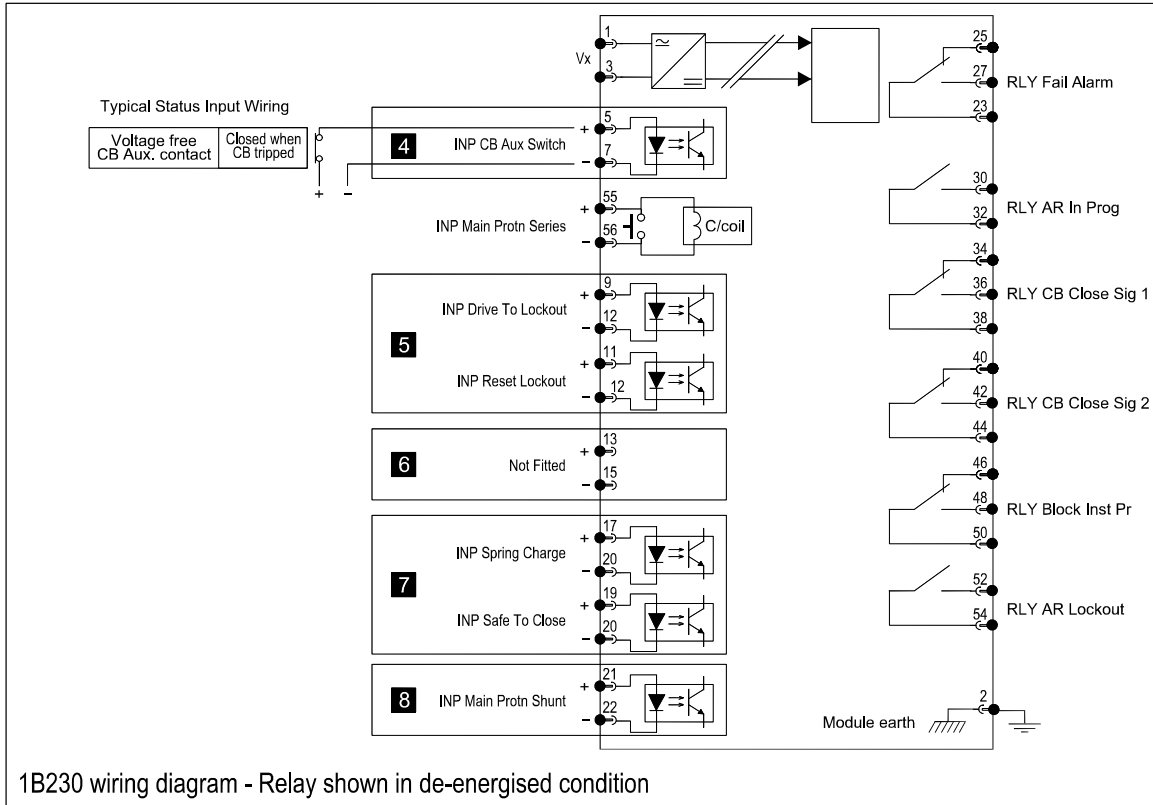 1
Vx
3
25
27
RLY Fail Alarm
23
Typical Status Input Wiring
Voltage free
CB Aux. contact
Closed when
CB tripped
+ −
4
INP CB Aux Switch
+ 5
− 7
30
RLY AR In Prog
32
INP Main Protn Series
+ 55
− 56
C/coil
34
36
RLY CB Close Sig 1
38
5
INP Drive To Lockout
+ 9
− 12
INP Reset Lockout
+ 11
− 12
40
42
RLY CB Close Sig 2
44
6
Not Fitted
+ 13
− 15
46
48
RLY Block Inst Pr
50
7
INP Spring Charge
+ 17
− 20
INP Safe To Close
+ 19
− 20
52
RLY AR Lockout
54
8
INP Main Protn Shunt
+ 21
− 22
Module earth
2
1B230 wiring diagram - Relay shown in de-energised condition